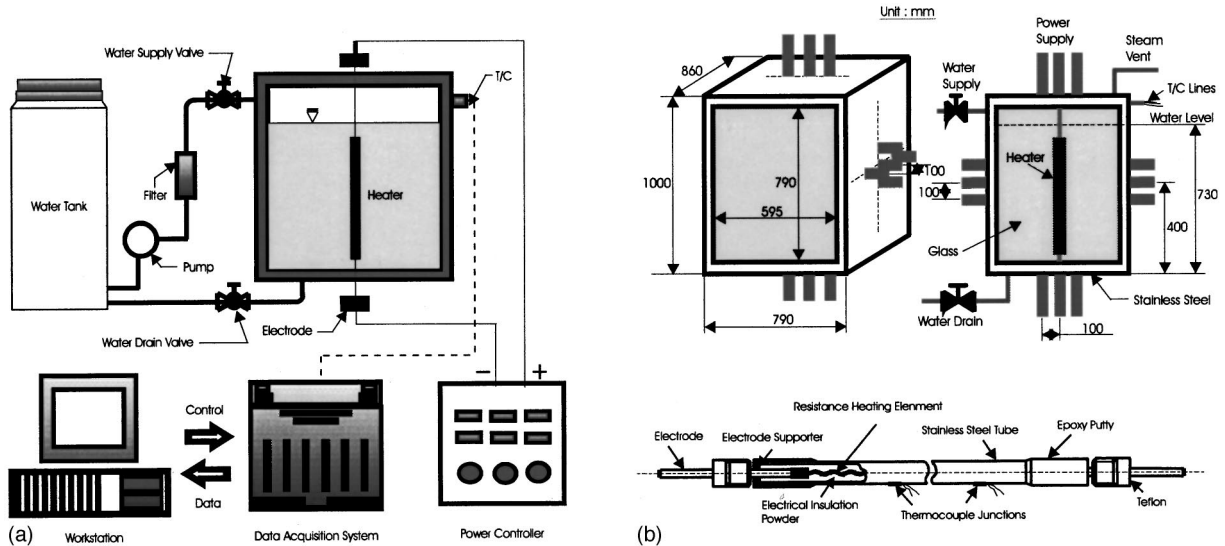 Water Supply Valve
T/C
Filter
Heater
Water Tank
Pump
Electrode
Water Drain Valve
−
+
Control
Data
(a)
Workstation
Data Acquisition System
Power Controller
Unit : mm
860
1000
790
595
790
100
100
Power
Supply
Steam
Vent
Water
Supply
T/C Lines
Water Level
Heater
730
400
Glass
Stainless Steel
Water Drain
100
Resistance Heating Elenment
Electrode
Electrode Supporter
Stainless Steel Tube
Epoxy Putty
Electrical Insulation
Powder
Thermocouple Junctions
Teflon
(b)